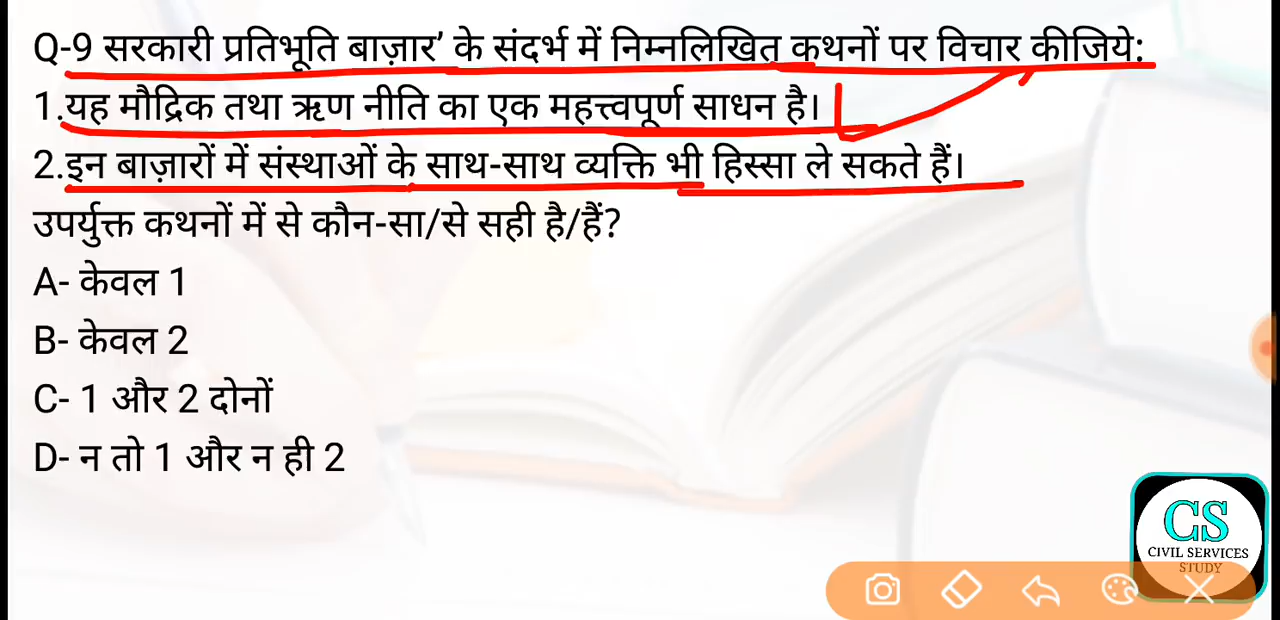 Q-9 सरकारी प्रतिभूति बाज़ार’ के संदर्भ में निम्नलिखित कथनों पर विचार कीजिये:
1.यह मौद्रिक तथा ऋण नीति का एक महत्त्वपूर्ण साधन है।
2.इन बाज़ारों में संस्थाओं के साथ-साथ व्यक्ति भी हिस्सा ले सकते हैं।
उपर्युक्त कथनों में से कौन-सा/से सही है/हैं?
A- केवल 1
B- केवल 2
C- 1 और 2 दोनों
D- न तो 1 और न ही 2
CS
CIVIL SERVICES
STUDY